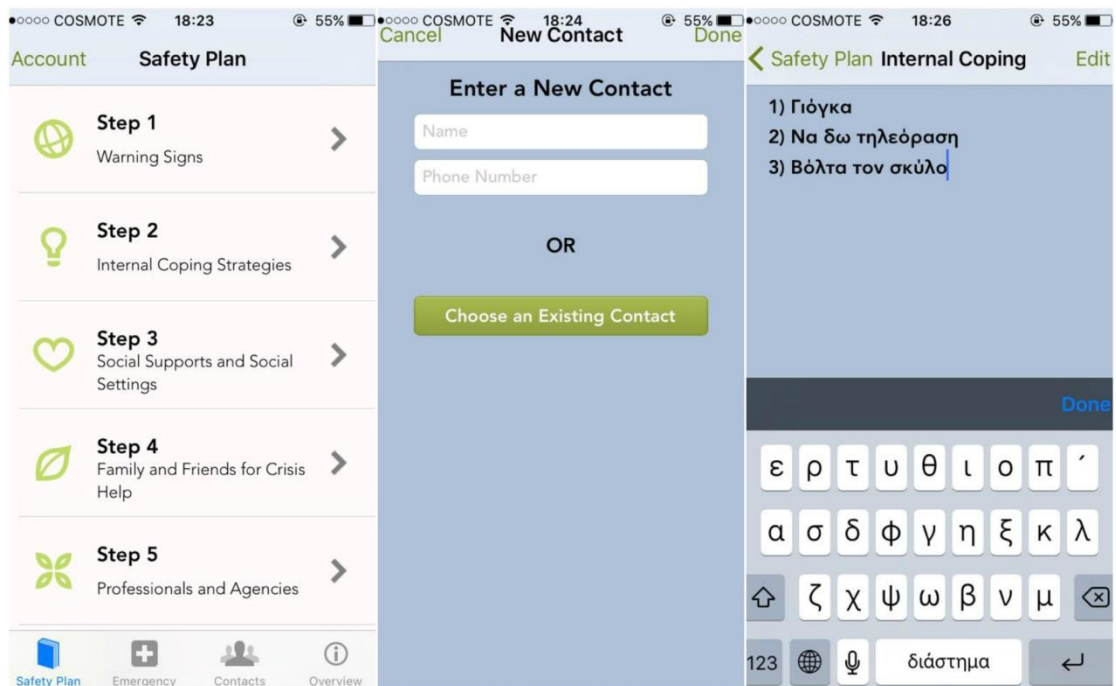 COSMOTE 18:23 55%
Account Safety Plan
Step 1
Warning Signs
Step 2
Internal Coping Strategies
Step 3
Social Supports and Social
Settings
Step 4
Family and Friends for Crisis
Help
Step 5
Professionals and Agencies
Safety Plan Emergency Contacts Overview
COSMOTE 18:24 55%
Cancel New Contact Done
Enter a New Contact
Name
Phone Number
OR
Choose an Existing Contact
COSMOTE 18:26 55%
Safety Plan Internal Coping Edit
1) Γιόγκα
2) Να δω τηλεόραση
3) Βόλτα τον σκύλο
Done
ε ρ τ υ θ ι ο π ΄
α σ δ φ γ η ξ κ λ
ζ χ ψ ω β ν μ
123 διάστημα